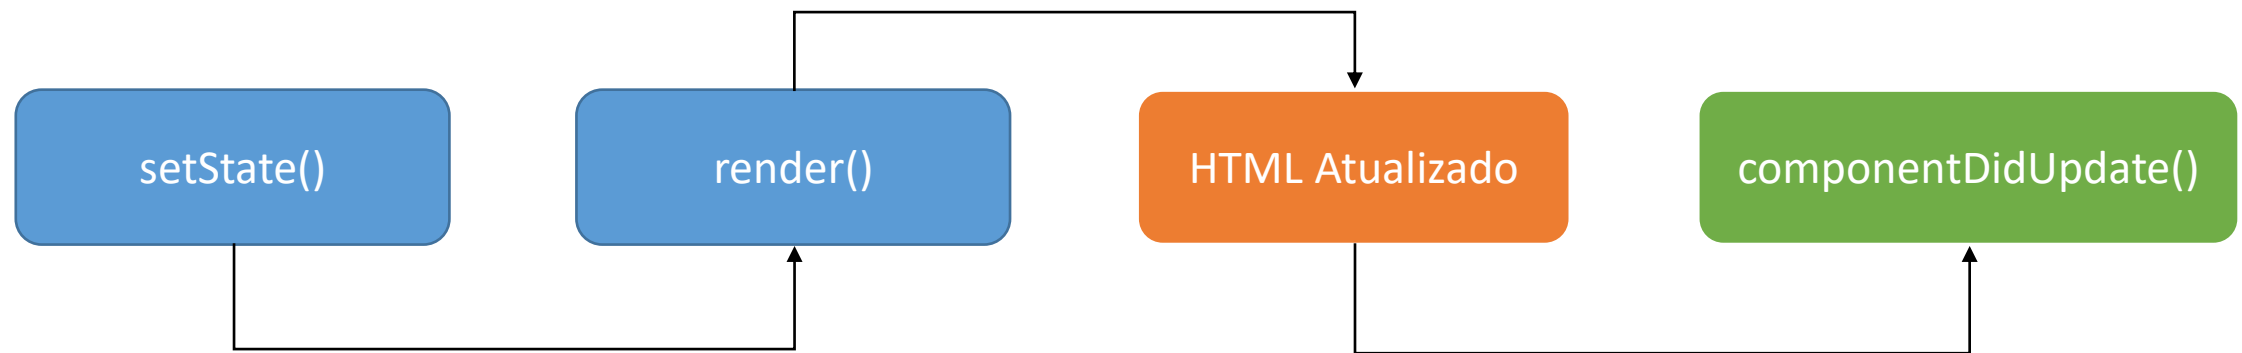 setState()
render()
HTML Atualizado
componentDidUpdate()